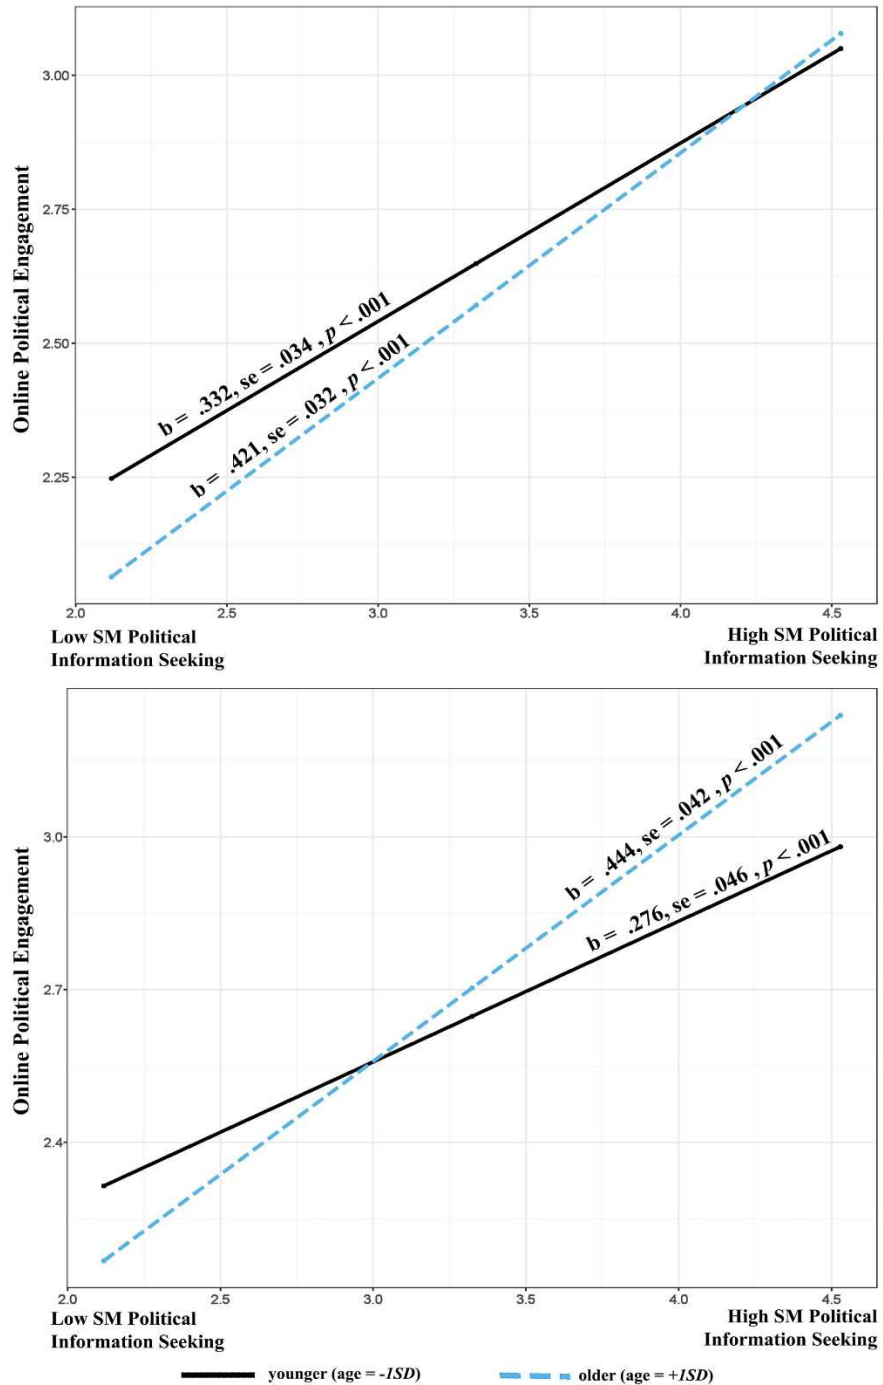 3.00
2.75
2.50
2.25
Online Political Engagement
b = .332, se = .034 , p < .001
b = .421, se = .032 , p < .001
2.0 2.5 3.0 3.5 4.0 4.5
Low SM Political High SM Political
Information Seeking Information Seeking
3.0
2.7
2.4
Online Political Engagement
b = .444, se = .042 , p < .001
b = .276, se = .046 , p < .001
2.0 2.5 3.0 3.5 4.0 4.5
Low SM Political High SM Political
Information Seeking Information Seeking
younger (age = -1SD) older (age = +1SD)